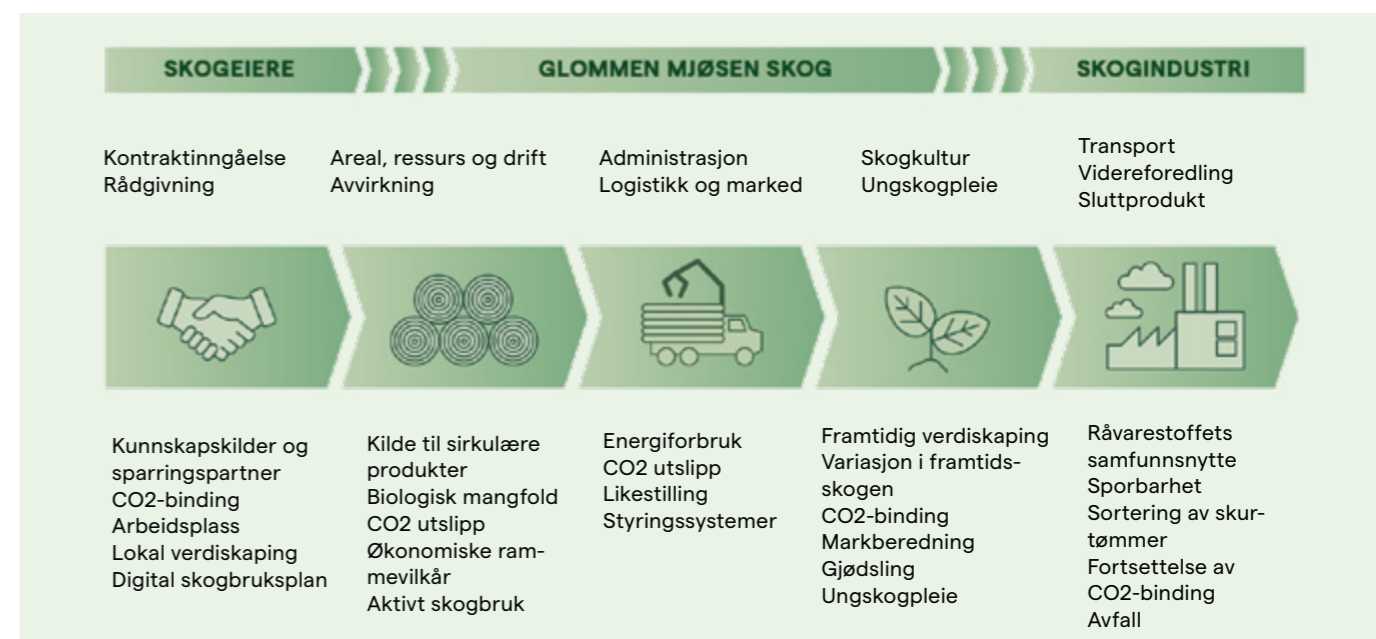 SKOGEIERE
GLOMMEN MJØSEN SKOG
SKOGINDUSTRI
Kontraktinngåelse
Rådgivning
Areal, ressurs og drift
Avvirkning
Administrasjon
Logistikk og marked
Skogkultur
Ungskogpleie
Transport
Videreforedling
Sluttprodukt
Kunnskapskilder og
sparringspartner
CO2-binding
Arbeidsplass
Lokal verdiskaping
Digital skogbruksplan
Kilde til sirkulære
produkter
Biologisk mangfold
CO2 utslipp
Økonomiske ram-
mevilkår
Aktivt skogbruk
Energiforbruk
CO2 utslipp
Likestilling
Styringssystemer
Framtidig verdiskaping
Variasjon i framtids-
skogen
CO2-binding
Markberedning
Gjødsling
Ungskogpleie
Råvarestoffets
samfunnsnytte
Sporbarhet
Sortering av skur-
tømmer
Fortsettelse av
CO2-binding
Avfall